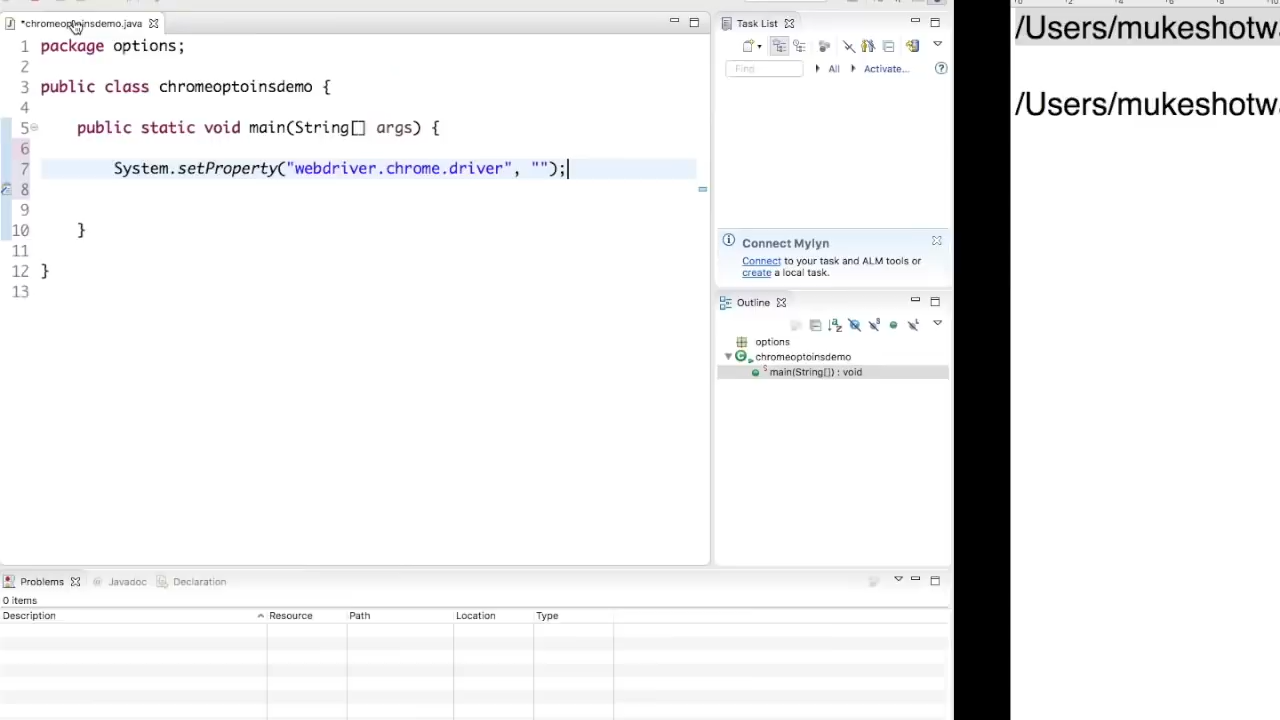 *chromeoptoinsdemo.java
1 package options;
2
3 public class chromeoptoinsdemo {
4
5 public static void main(String[] args) {
6
7 System.setProperty("webdriver.chrome.driver", "");
8
9
10 }
11
12 }
13
Task List
Find
All
Activate...
Connect Mylyn
Connect to your task and ALM tools or
create a local task.
Outline
options
chromeoptoinsdemo
main(String[]) : void
Problems Javadoc Declaration
0 items
Description Resource Path Location Type
/Users/mukeshotwa
/Users/mukeshotwa